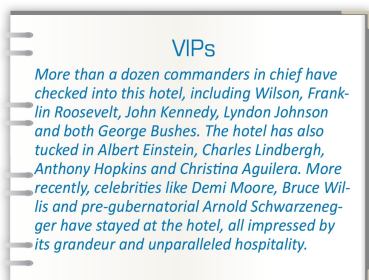 VIPs
More than a dozen commanders in chief have
checked into this hotel, including Wilson, Frank-
lin Roosevelt, John Kennedy, Lyndon Johnson
and both George Bushes. The hotel has also
tucked in Albert Einstein, Charles Lindbergh,
Anthony Hopkins and Christina Aguilera. More
recently, celebrities like Demi Moore, Bruce Wil-
lis and pre-gubernatorial Arnold Schwarzeneg-
ger have stayed at the hotel, all impressed by
its grandeur and unparalleled hospitality.